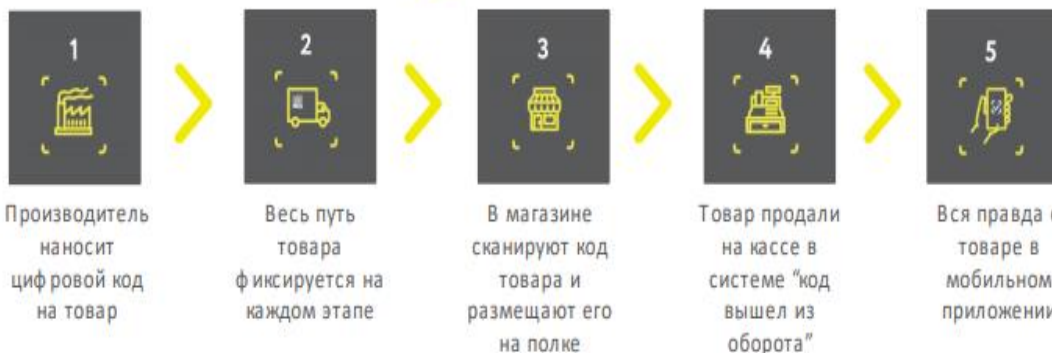 1
Производитель
наносит
цифровой код
на товар
2
Весь путь
товара
фиксируется на
каждом этапе
3
В магазине
сканируют код
товара и
размещают его
на полке
4
Товар продали
на кассе в
системе “код
вышел из
оборота”
5
Вся правда
товаре в
мобильном
приложении